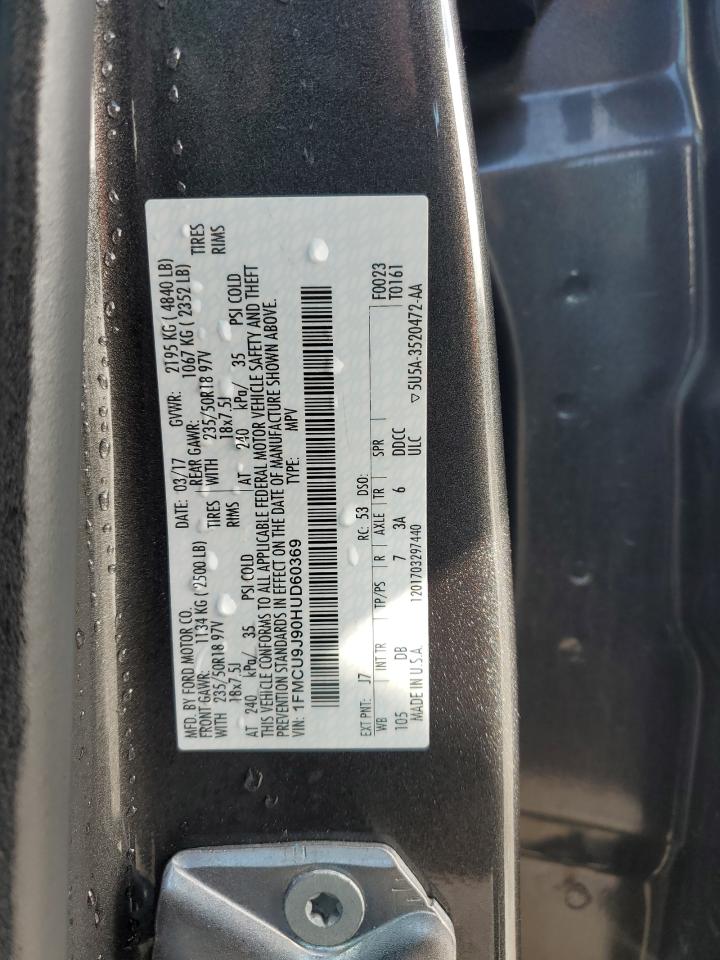 MFD. BY FORD MOTOR CO. DATE: 03/17 GVWR: 2195 KG ( 4840 LB)
FRONT GAWR: 1134 KG ( 2500 LB) REAR GAWR: 1067 KG ( 2352 LB)
WITH 235/50R18 97V TIRES WITH 235/50R18 97V TIRES
18x7.5J RIMS 18x7.5J RIMS
AT 240 kPa/ 35 PSI COLD AT 240 kPa/ 35 PSI COLD
THIS VEHICLE CONFORMS TO ALL APPLICABLE FEDERAL MOTOR VEHICLE SAFETY AND THEFT
PREVENTION STANDARDS IN EFFECT ON THE DATE OF MANUFACTURE SHOWN ABOVE.
VIN: 1FMCU9J90HUD60369 TYPE: MPV
EXT PNT: J7 RC: 53 DSO: F0023
WB INT TR TP/PS R AXLE TR SPR T0161
105 DB 7 3A 6 DDCC
MADE IN U.S.A. 1201703297440 ULC ▽5U5A-3520472-AA